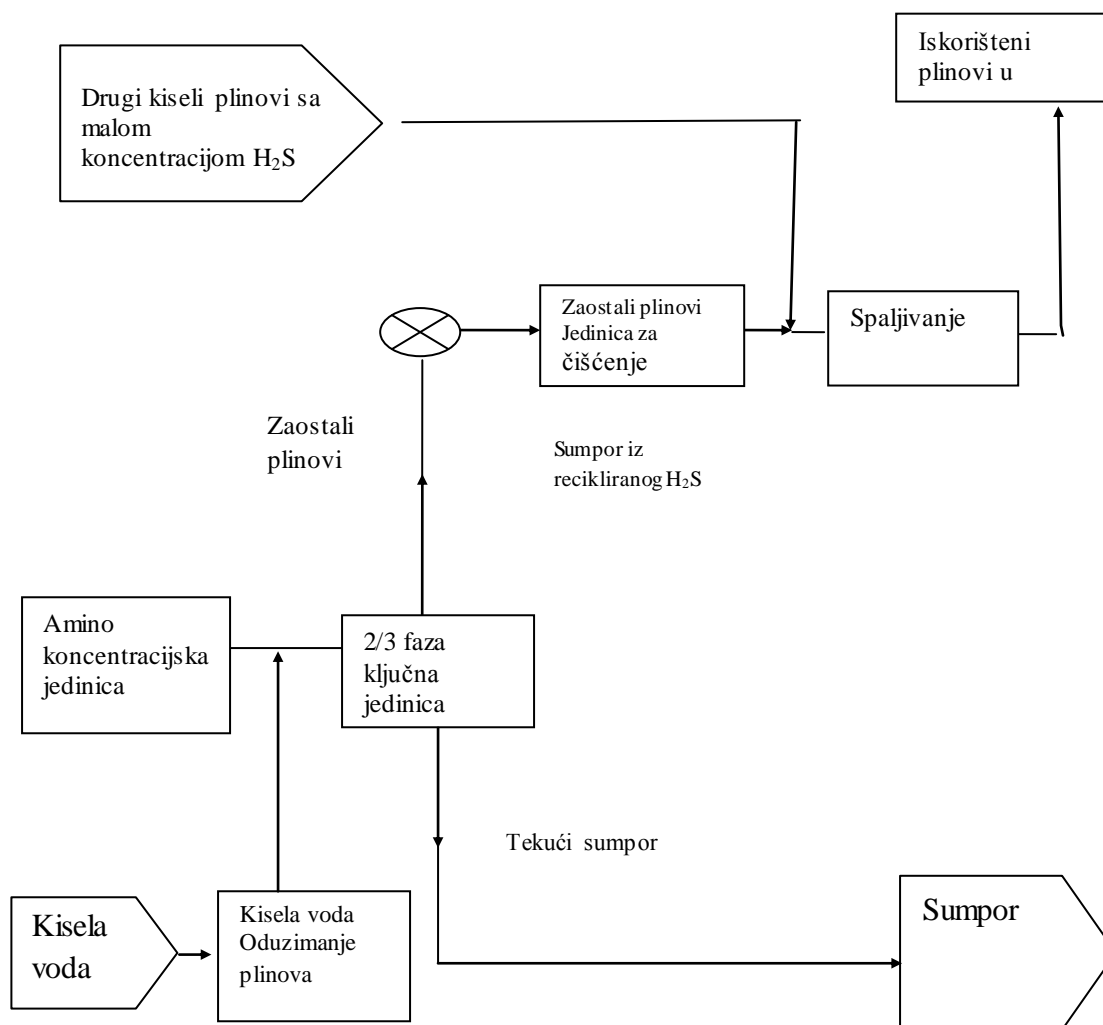 Iskorišteni
plinovi u
Drugi kiseli plinovi sa
malom
koncentracijom H₂S
Zaostali plinovi
Jedinica za
čišćenje
Spaljivanje
Zaostali
plinovi
Sumpor iz
recikliranog H₂S
Amino
koncentracijska
jedinica
2/3 faza
ključna
jedinica
Tekući sumpor
Kisela
voda
Kisela voda
Oduzimanje
plinova
Sumpor